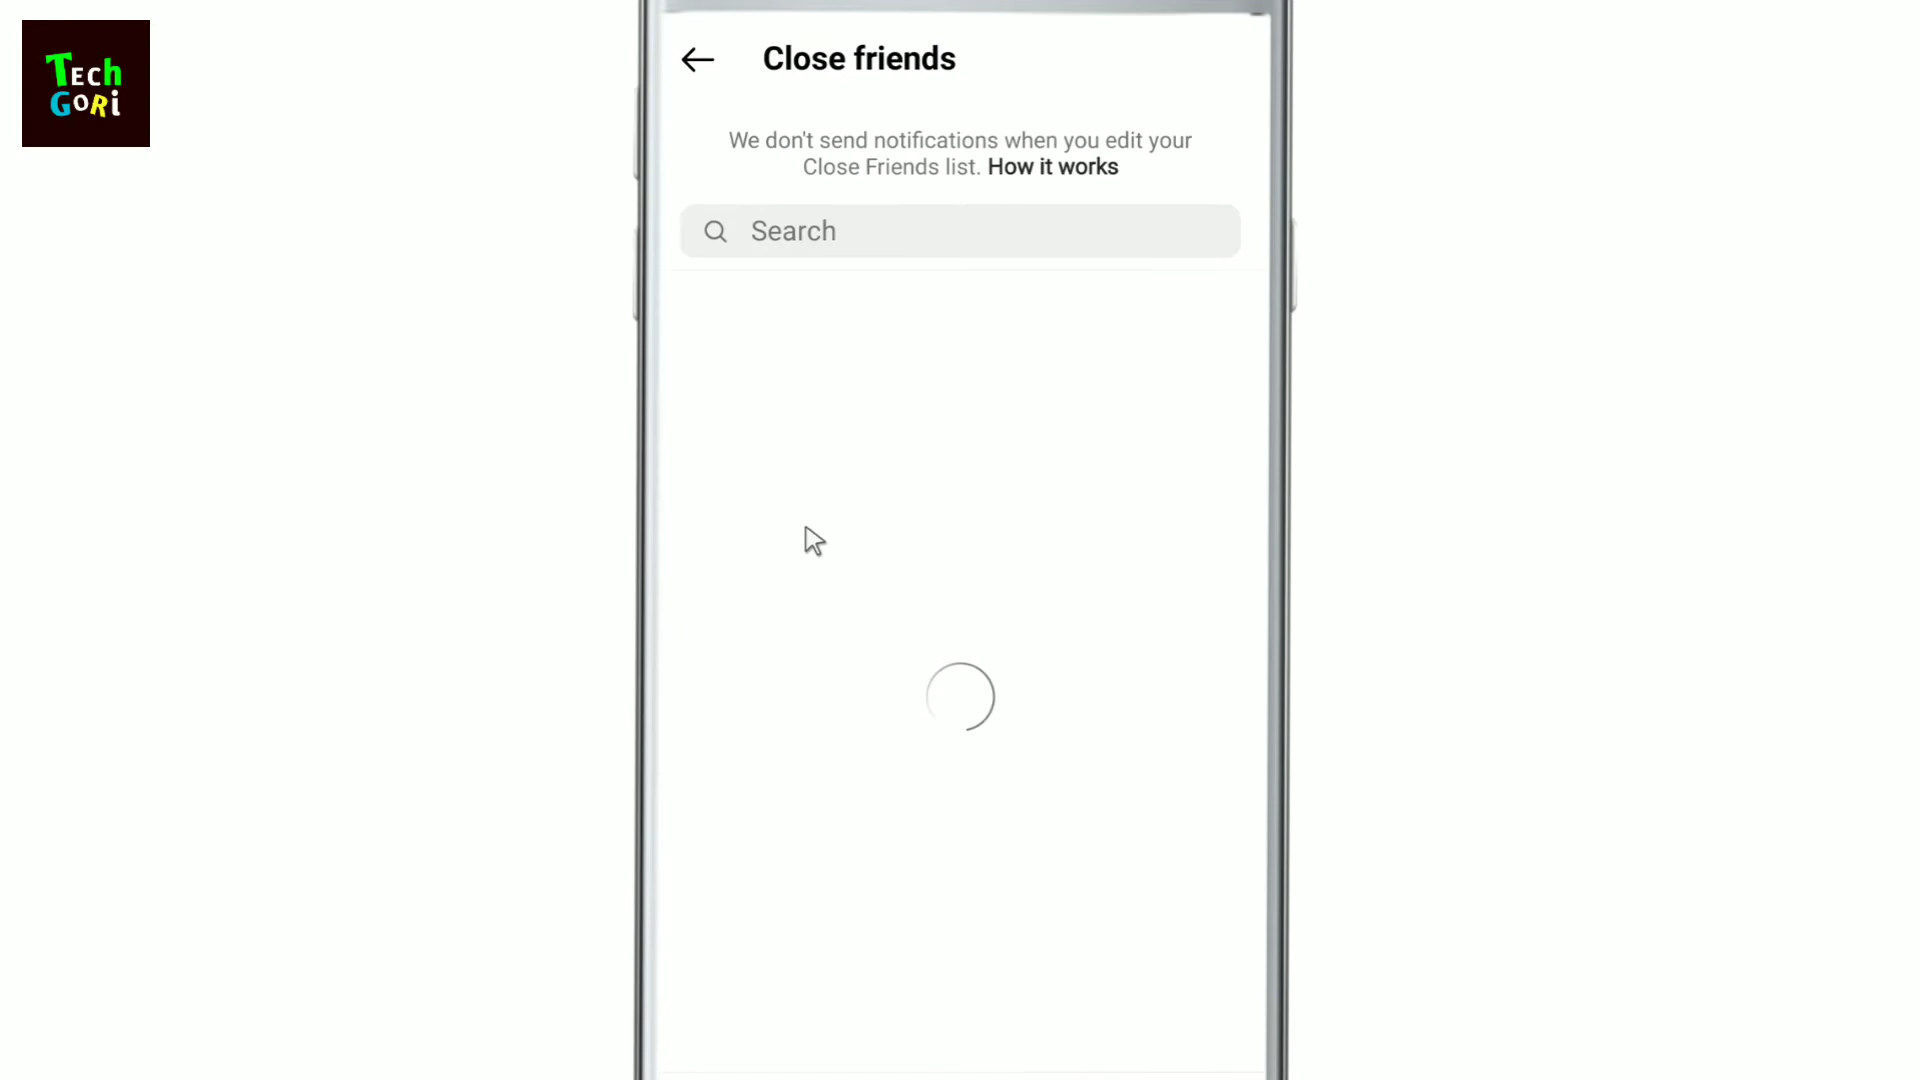 Tech
GoRi
Close friends
We don't send notifications when you edit your
Close Friends list. How it works
Search